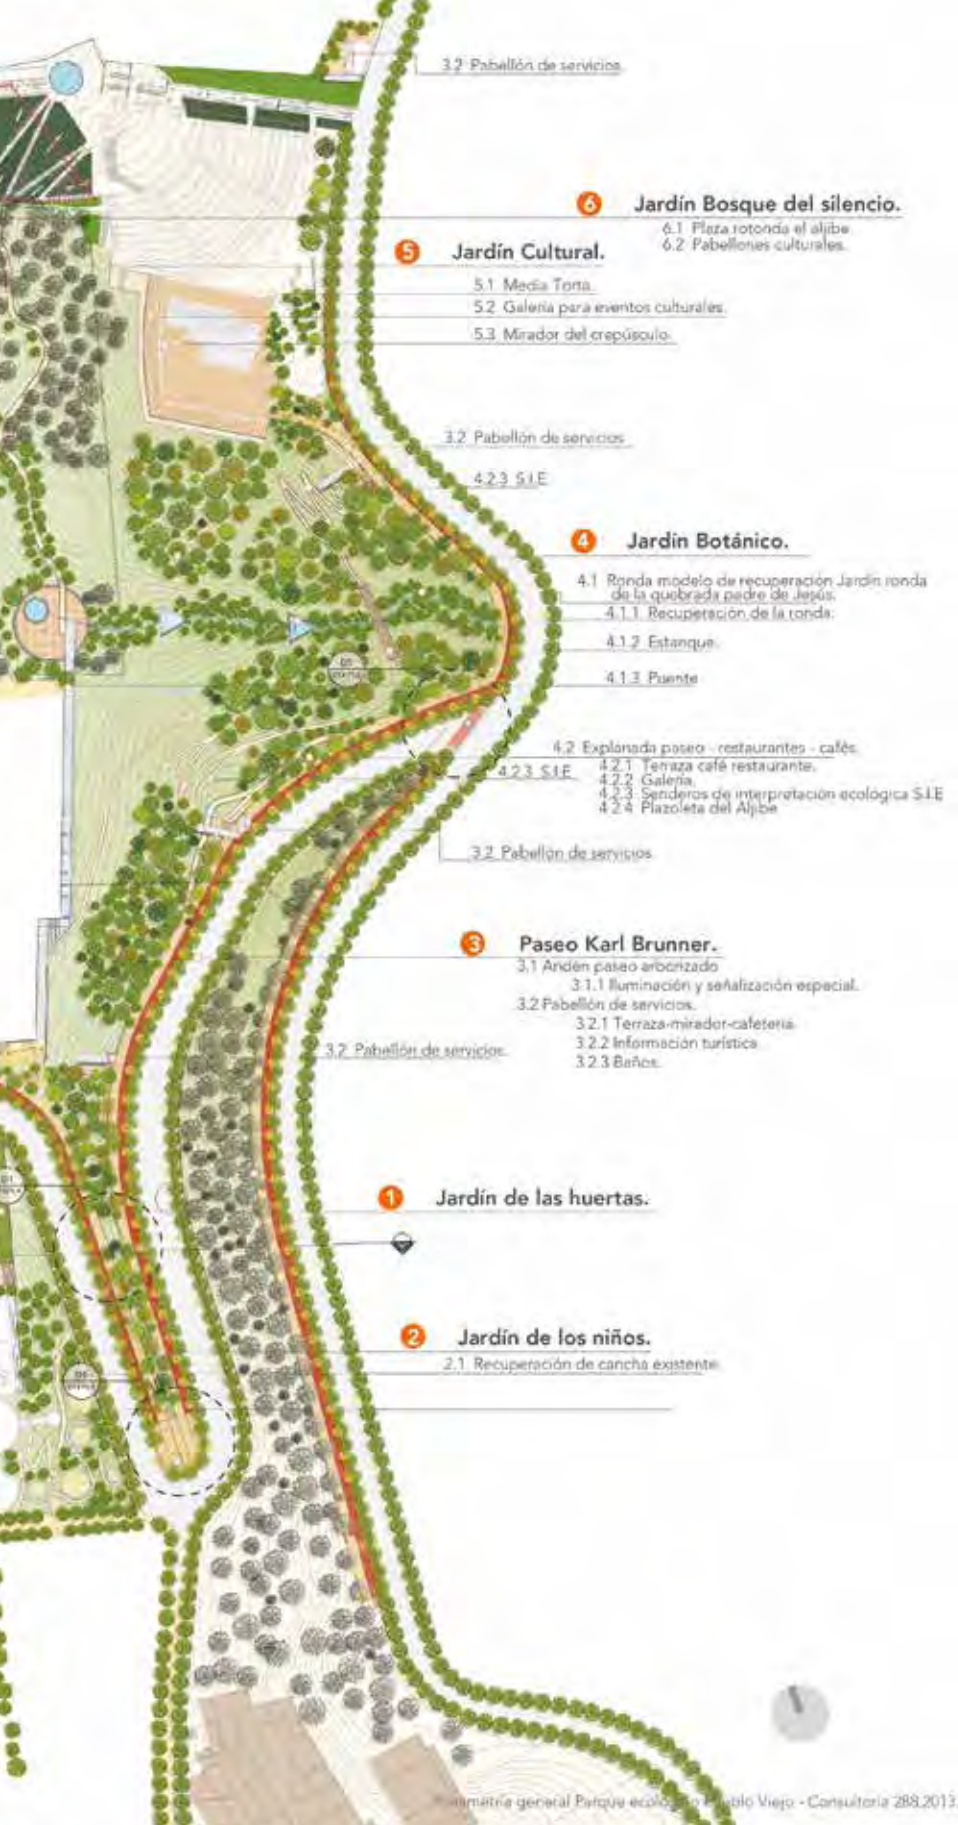 3.2 Pabellón de servicios.
6 Jardín Bosque del silencio.
6.1 Plaza rotonda el aljibe
6.2 Pabellones culturales.
5 Jardín Cultural.
5.1 Media Torta.
5.2 Galería para eventos culturales.
5.3 Mirador del crepúsculo.
3.2 Pabellón de servicios
4.2.3 S.I.E
4 Jardín Botánico.
4.1 Ronda modelo de recuperación Jardín ronda
de la quebrada padre de Jesús.
4.1.1 Recuperación de la ronda.
4.1.2 Estanque.
4.1.3 Puente
4.2 Explanada paseo - restaurantes - cafés.
4.2.3 S.I.E
4.2.1 Terraza café restaurante.
4.2.2 Galería.
4.2.3 Senderos de interpretación ecológica S.I.E
4.2.4 Plazoleta del Aljibe
3.2 Pabellón de servicios
3 Paseo Karl Brunner.
3.1 Andén paseo arborizado
3.1.1 Iluminación y señalización especial.
3.2 Pabellón de servicios.
3.2.1 Terraza-mirador-cafetería
3.2.2 Información turística
3.2.3 Baños.
3.2 Pabellón de servicios.
1 Jardín de las huertas.
2 Jardín de los niños.
2.1 Recuperación de cancha existente
general Parque Viejo - Consultoria 288.2013.